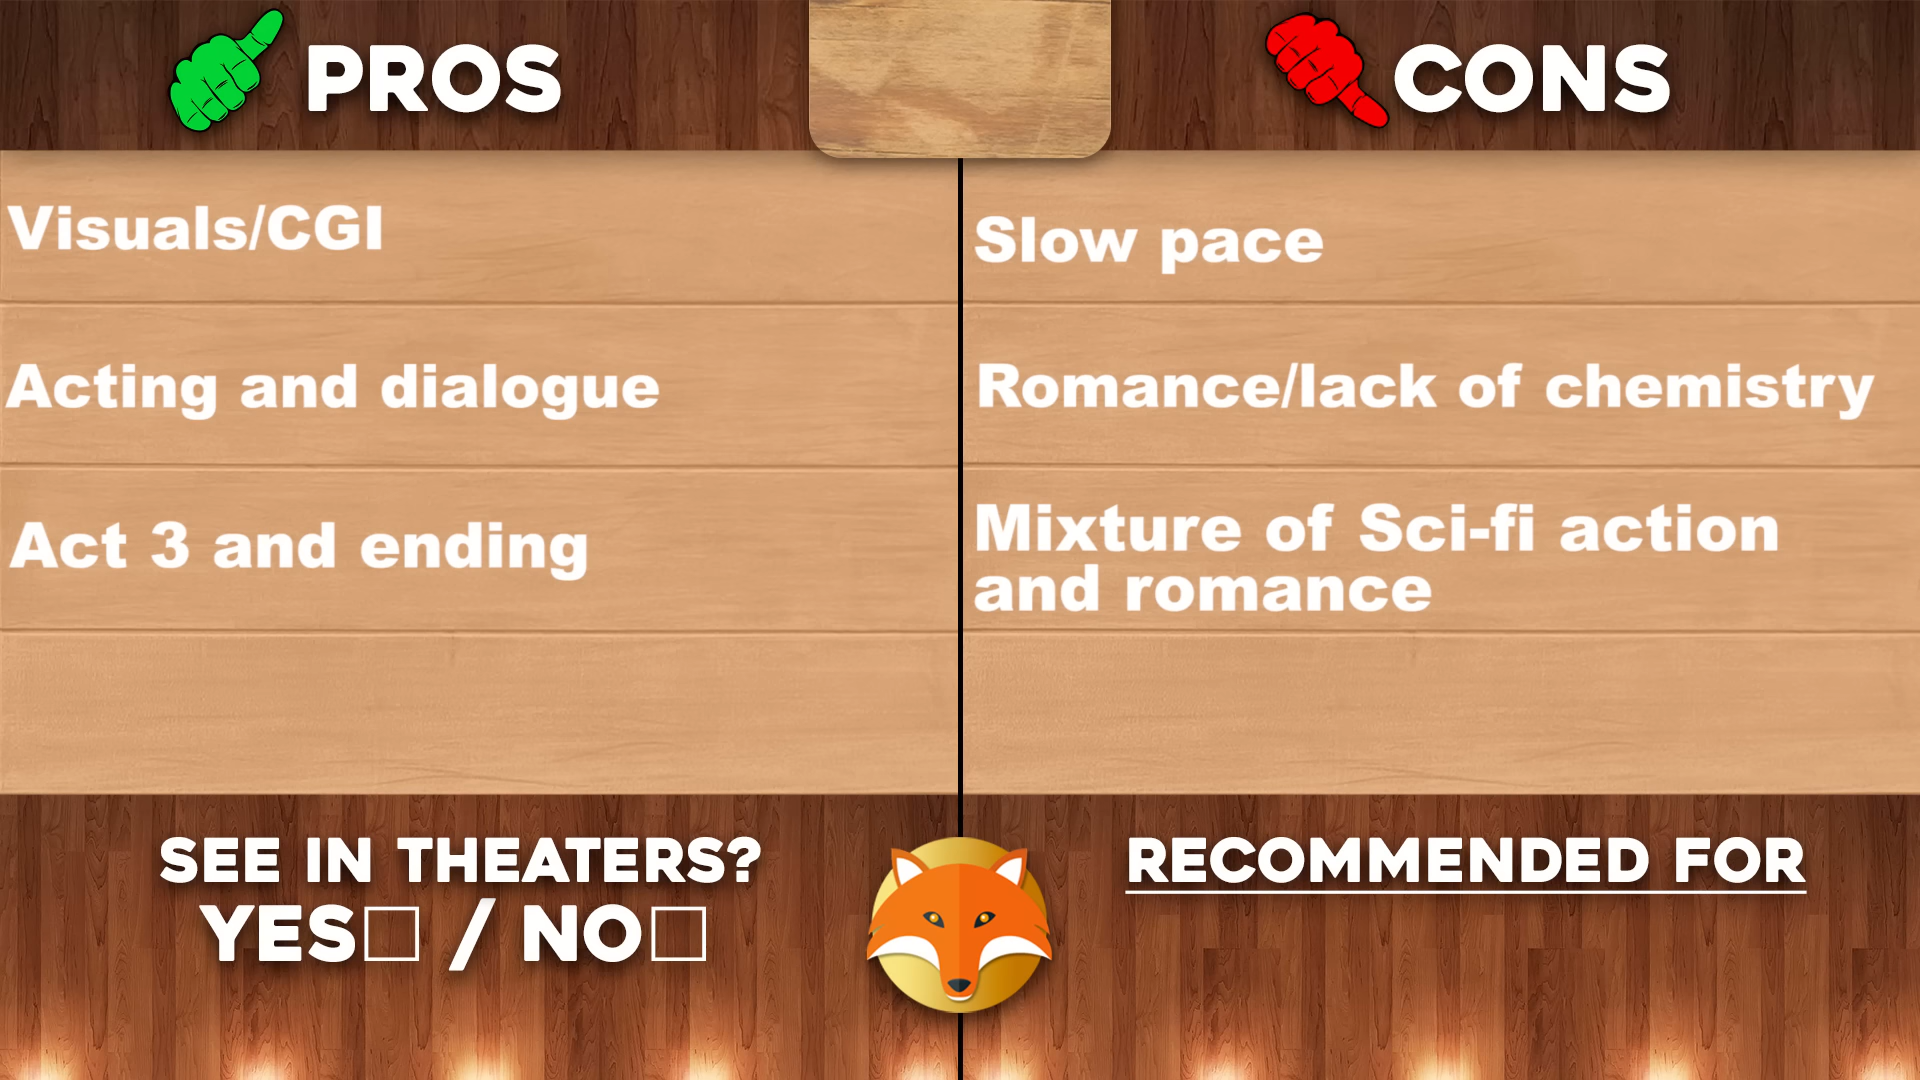 PROS
CONS
Visuals/CGI
Slow pace
Acting and dialogue
Romance/lack of chemistry
Act 3 and ending
Mixture of Sci-fi action
and romance
SEE IN THEATERS?
YES☐ / NO☐
RECOMMENDED FOR